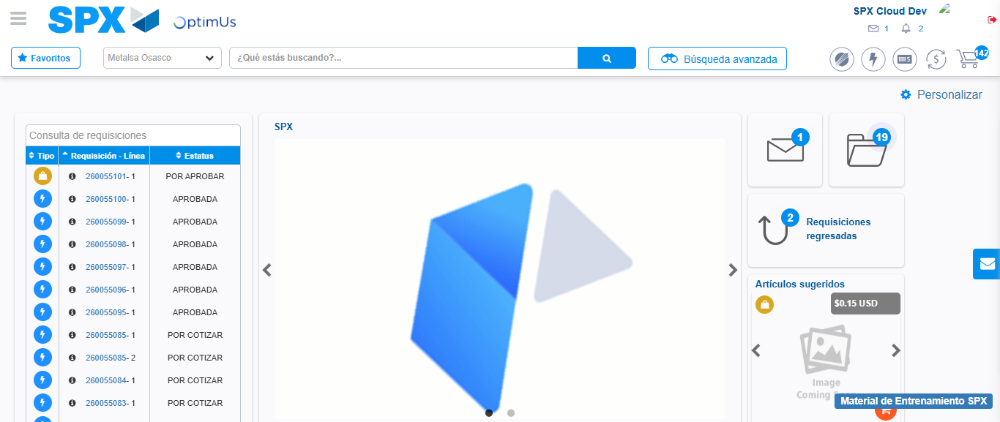 SPX OptimUs
SPX Cloud Dev
1 2
Favoritos
Metalsa Osasco
¿Qué estás buscando?...
Búsqueda avanzada
$
142
Personalizar
Consulta de requisiciones
Tipo Requisición - Línea Estatus
260055101- 1 POR APROBAR
260055100- 1 APROBADA
260055099- 1 APROBADA
260055098- 1 APROBADA
260055097- 1 APROBADA
260055096- 1 APROBADA
260055095- 1 APROBADA
260055085- 1 POR COTIZAR
260055085- 2 POR COTIZAR
260055084- 1 POR COTIZAR
260055083- 1 POR COTIZAR
SPX
1
19
2
Requisiciones
regresadas
Artículos sugeridos
$0.15 USD
Image
Coming
Material de Entrenamiento SPX